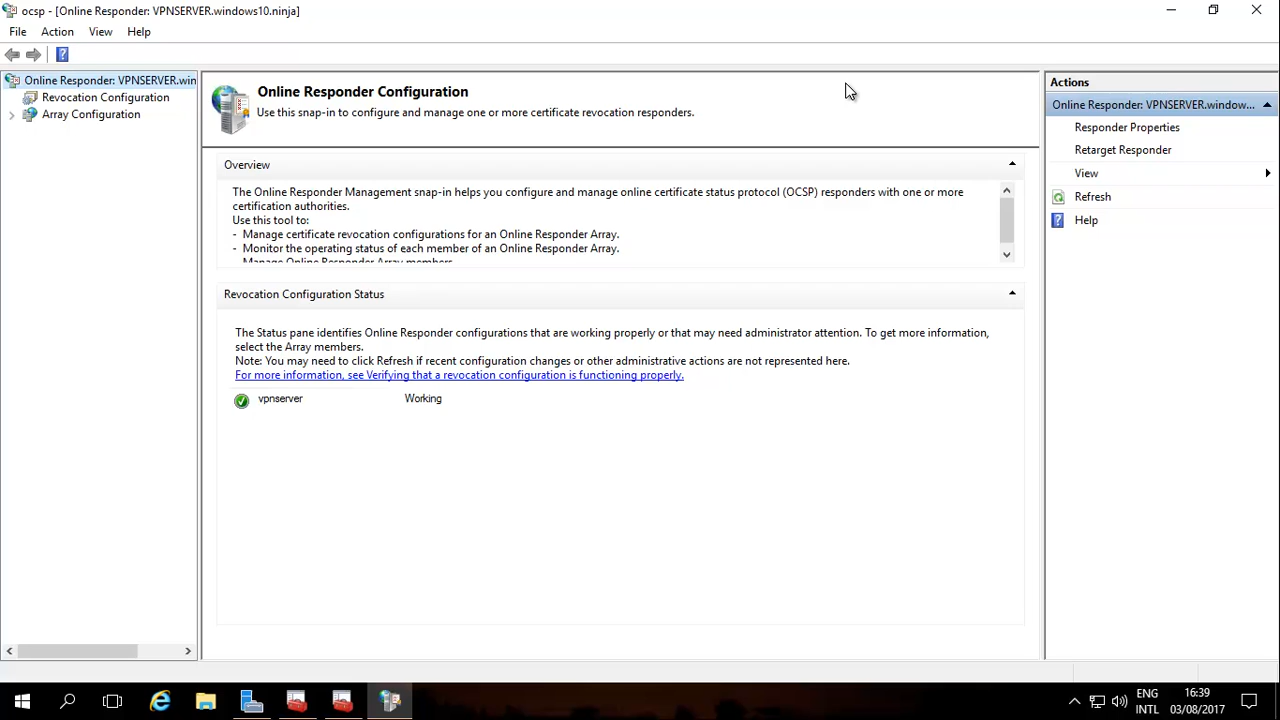 ocsp - [Online Responder: VPNSERVER.windows10.ninja]
File Action View Help
Online Responder: VPNSERVER.win
Revocation Configuration
Array Configuration
Online Responder Configuration
Use this snap-in to configure and manage one or more certificate revocation responders.
Overview
The Online Responder Management snap-in helps you configure and manage online certificate status protocol (OCSP) responders with one or more
certification authorities.
Use this tool to:
- Manage certificate revocation configurations for an Online Responder Array.
- Monitor the operating status of each member of an Online Responder Array.
- Manage Online Responder Array members.
Revocation Configuration Status
The Status pane identifies Online Responder configurations that are working properly or that may need administrator attention. To get more information,
select the Array members.
Note: You may need to click Refresh if recent configuration changes or other administrative actions are not represented here.
For more information, see Verifying that a revocation configuration is functioning properly.
vpnserver Working
Actions
Online Responder: VPNSERVER.window...
Responder Properties
Retarget Responder
View
Refresh
Help
ENG 16:39
INTL 03/08/2017